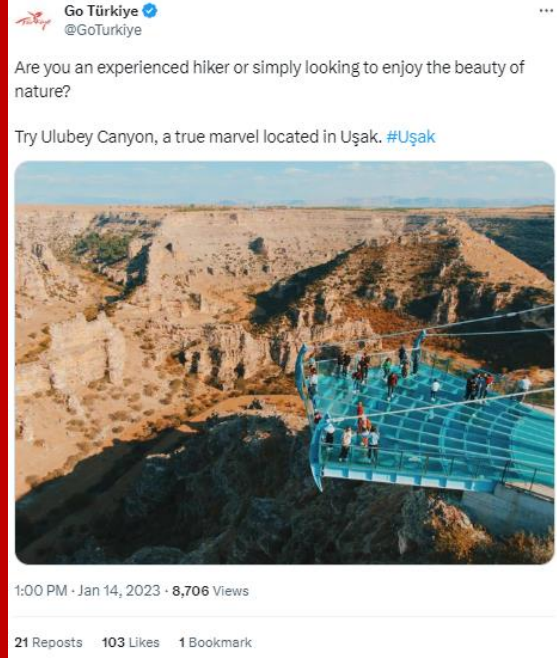 Go Türkiye
@GoTurkiye
Are you an experienced hiker or simply looking to enjoy the beauty of
nature?
Try Ulubey Canyon, a true marvel located in Uşak. #Uşak
1:00 PM · Jan 14, 2023 · 8,706 Views
21 Reposts 103 Likes 1 Bookmark